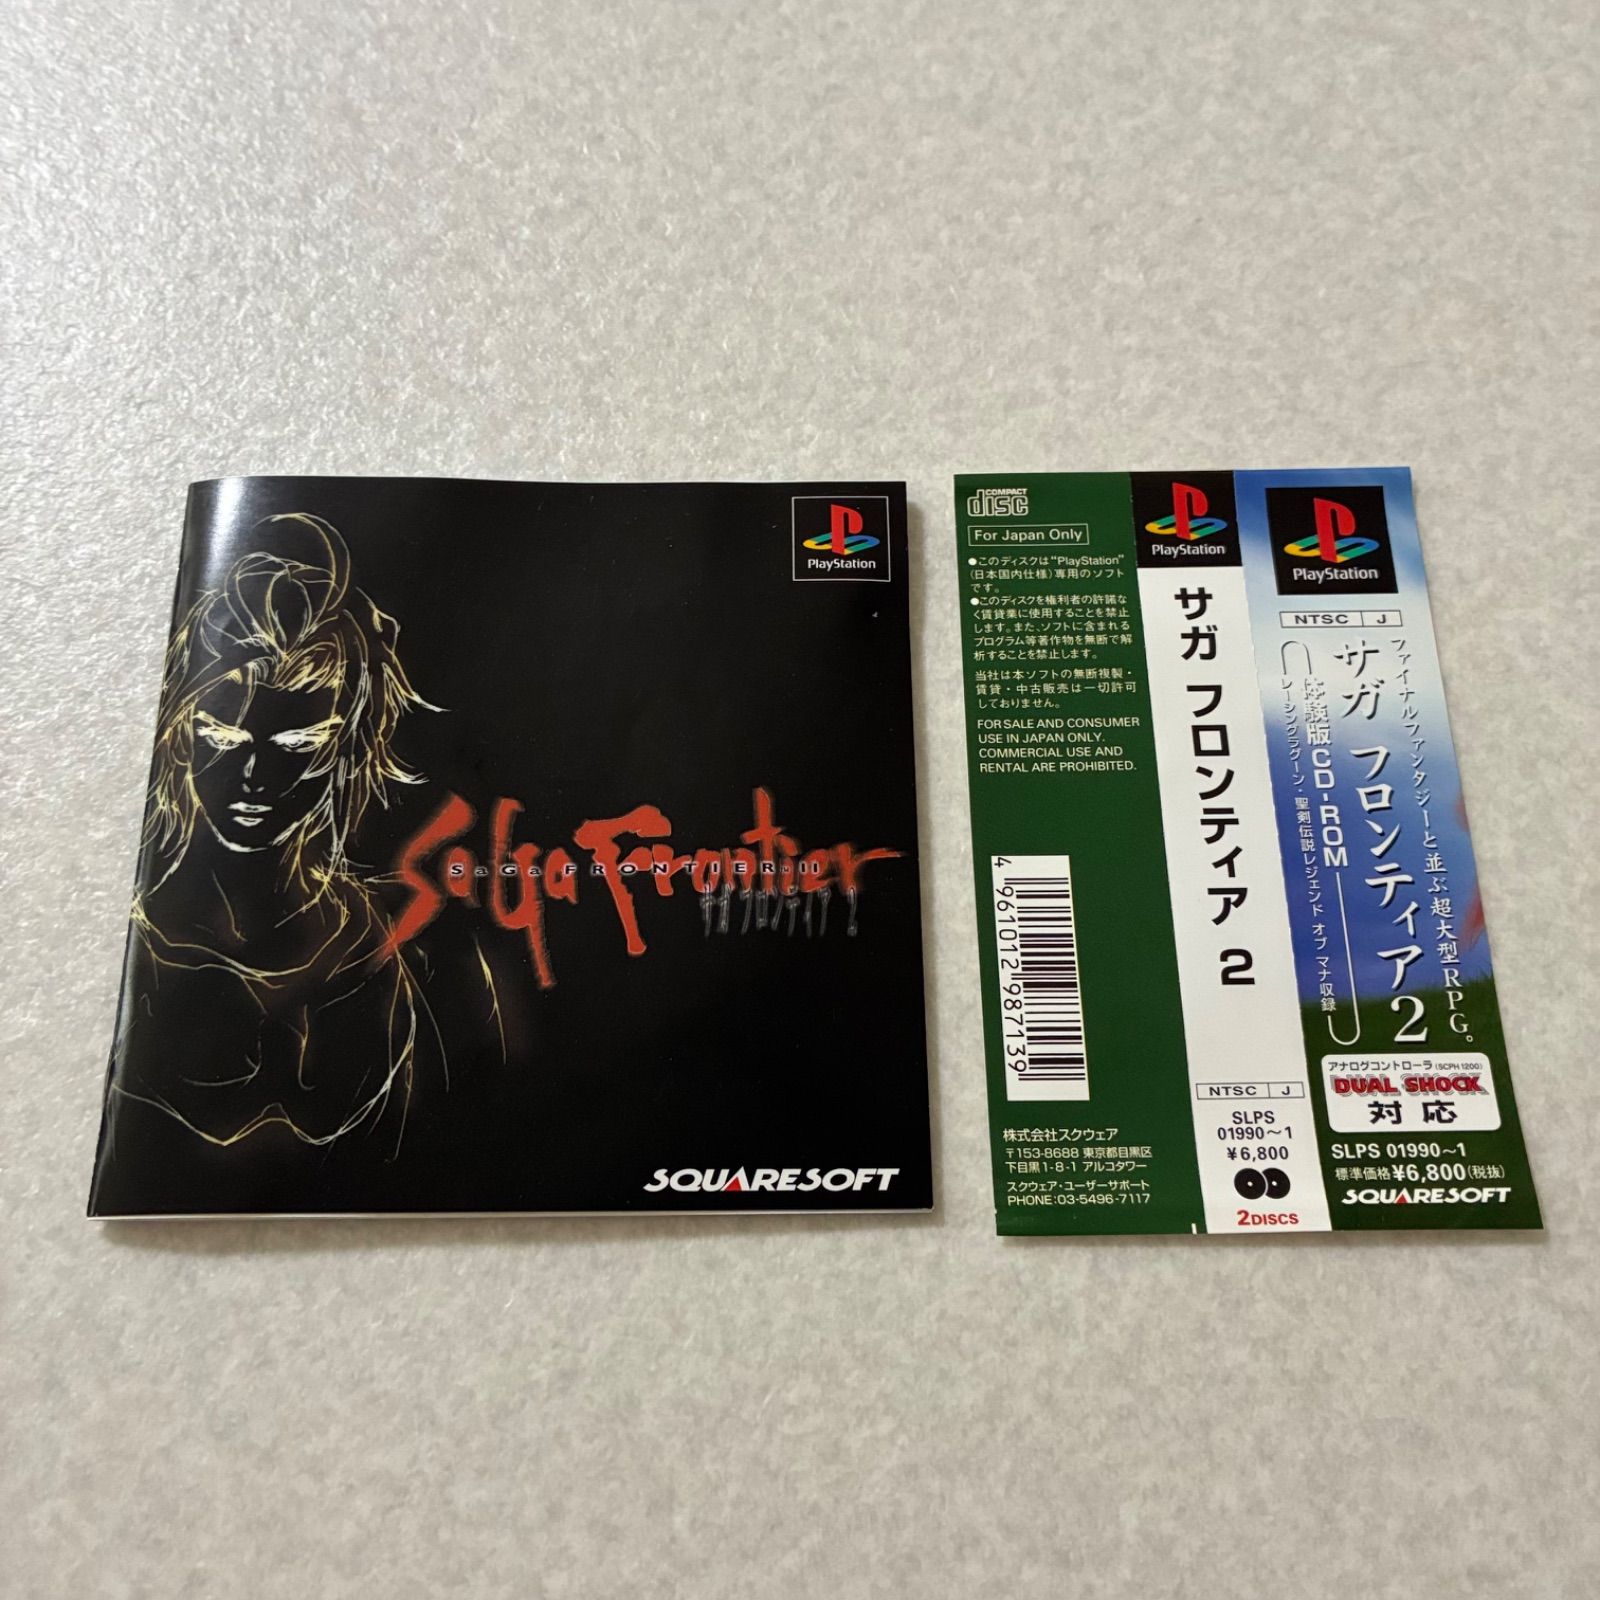 PlayStation
SaGa Frontier
SaGa FRONTIER II
サガ フロンティア 2
SQUARESOFT
COMPACT
disc
For Japan Only
●このディスクは“PlayStation”
(日本国内仕様)専用のソフト
です。
●このディスクを権利者の許諾な
く賃貸業に使用することを禁止
します。また、ソフトに含まれる
プログラム等著作物を無断で解
析することを禁止します。
当社は本ソフトの無断複製・
賃貸・中古販売は一切許可
しておりません。
FOR SALE AND CONSUMER
USE IN JAPAN ONLY.
COMMERCIAL USE AND
RENTAL ARE PROHIBITED.
4961012987139
株式会社スクウェア
〒153-8688 東京都目黒区
下目黒1-8-1 アルコタワー
スクウェア・ユーザーサポート
PHONE:03-5496-7117
PlayStation
サガ フロンティア 2
NTSC J
SLPS
01990~1
¥6,800
2DISCS
PlayStation
NTSC J
ファイナルファンタジーと並ぶ超大型RPG。
サガ フロンティア2
体験版CD-ROM
レーシングラグーン・聖剣伝説レジェンド オブ マナ収録
アナログコントローラ(SCPH 1200)
DUAL SHOCK
対応
SLPS 01990~1
標準価格¥6,800(税抜)
SQUARESOFT